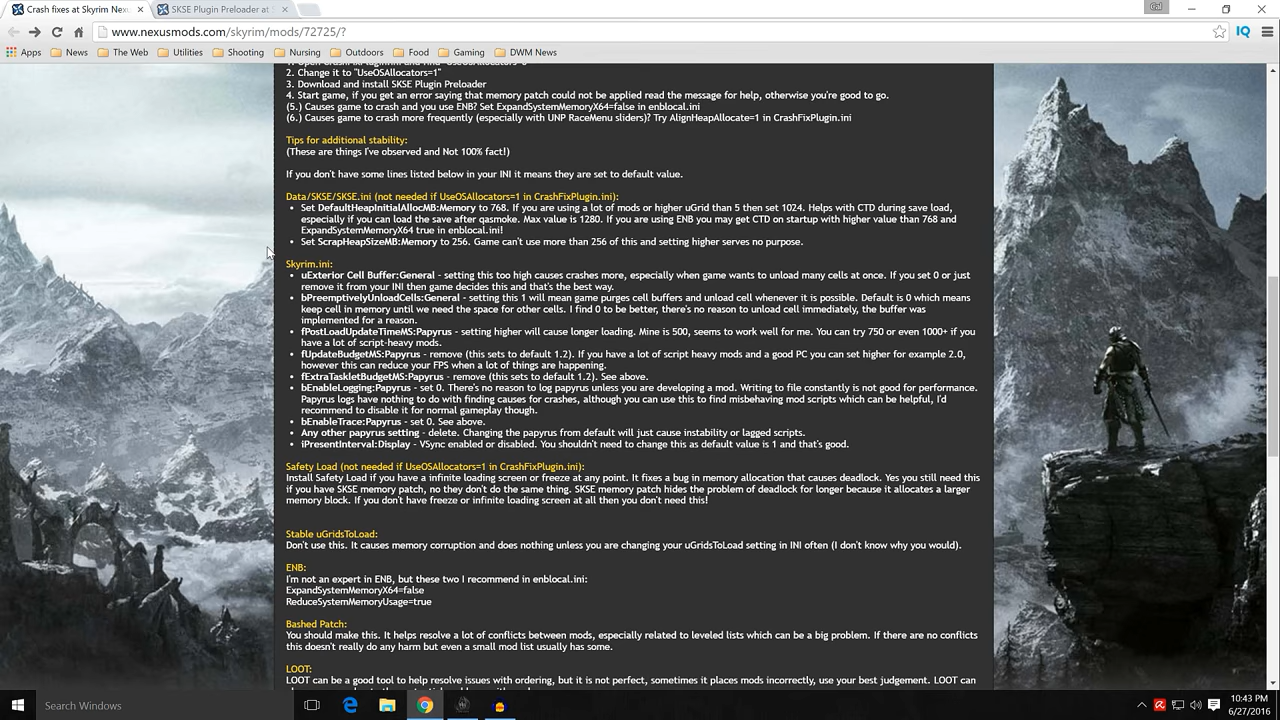 Crash fixes at Skyrim Nexu
SKSE Plugin Preloader at S
www.nexusmods.com/skyrim/mods/72725/?
Apps News The Web Utilities Shooting Nursing Outdoors Food Gaming DWM News
2. Change it to "UseOSAllocators=1"
3. Download and install SKSE Plugin Preloader
4. Start game, if you get an error saying that memory patch could not be applied read the message for help, otherwise you're good to go.
(5.) Causes game to crash and you use ENB? Set ExpandSystemMemoryX64=false in enblocal.ini
(6.) Causes game to crash more frequently (especially with UNP RaceMenu sliders)? Try AlignHeapAllocate=1 in CrashFixPlugin.ini
Tips for additional stability:
(These are things I've observed and Not 100% fact!)
If you don't have some lines listed below in your INI it means they are set to default value.
Data/SKSE/SKSE.ini (not needed if UseOSAllocators=1 in CrashFixPlugin.ini):
• Set DefaultHeapInitialAllocMB:Memory to 768. If you are using a lot of mods or higher uGrid than 5 then set 1024. Helps with CTD during save load,
especially if you can load the save after qasmoke. Max value is 1280. If you are using ENB you may get CTD on startup with higher value than 768 and
ExpandSystemMemoryX64 true in enblocal.ini!
• Set ScrapHeapSizeMB:Memory to 256. Game can't use more than 256 of this and setting higher serves no purpose.
Skyrim.ini:
• uExterior Cell Buffer:General - setting this too high causes crashes more, especially when game wants to unload many cells at once. If you set 0 or just
remove it from your INI then game decides this and that's the best way.
• bPreemptivelyUnloadCells:General - setting this 1 will mean game purges cell buffers and unload cell whenever it is possible. Default is 0 which means
keep cell in memory until we need the space for other cells. I find 0 to be better, there's no reason to unload cell immediately, the buffer was
implemented for a reason.
• fPostLoadUpdateTimeMS:Papyrus - setting higher will cause longer loading. Mine is 500, seems to work well for me. You can try 750 or even 1000+ if you
have a lot of script-heavy mods.
• fUpdateBudgetMS:Papyrus - remove (this sets to default 1.2). If you have a lot of script heavy mods and a good PC you can set higher for example 2.0,
however this can reduce your FPS when a lot of things are happening.
• fExtraTaskletBudgetMS:Papyrus - remove (this sets to default 1.2). See above.
• bEnableLogging:Papyrus - set 0. There's no reason to log papyrus unless you are developing a mod. Writing to file constantly is not good for performance.
Papyrus logs have nothing to do with finding causes for crashes, although you can use this to find misbehaving mod scripts which can be helpful, I'd
recommend to disable it for normal gameplay though.
• bEnableTrace:Papyrus - set 0. See above.
• Any other papyrus setting - delete. Changing the papyrus from default will just cause instability or lagged scripts.
• iPresentInterval:Display - VSync enabled or disabled. You shouldn't need to change this as default value is 1 and that's good.
Safety Load (not needed if UseOSAllocators=1 in CrashFixPlugin.ini):
Install Safety Load if you have a infinite loading screen or freeze at any point. It fixes a bug in memory allocation that causes deadlock. Yes you still need this
if you have SKSE memory patch, no they don't do the same thing. SKSE memory patch hides the problem of deadlock for longer because it allocates a larger
memory block. If you don't have freeze or infinite loading screen at all then you don't need this!
Stable uGridsToLoad:
Don't use this. It causes memory corruption and does nothing unless you are changing your uGridsToLoad setting in INI often (I don't know why you would).
ENB:
I'm not an expert in ENB, but these two I recommend in enblocal.ini:
ExpandSystemMemoryX64=false
ReduceSystemMemoryUsage=true
Bashed Patch:
You should make this. It helps resolve a lot of conflicts between mods, especially related to leveled lists which can be a big problem. If there are no conflicts
this doesn't really do any harm but even a small mod list usually has some.
LOOT:
LOOT can be a good tool to help resolve issues with ordering, but it is not perfect, sometimes it places mods incorrectly, use your best judgement. LOOT can
Search Windows
10:43 PM
6/27/2016